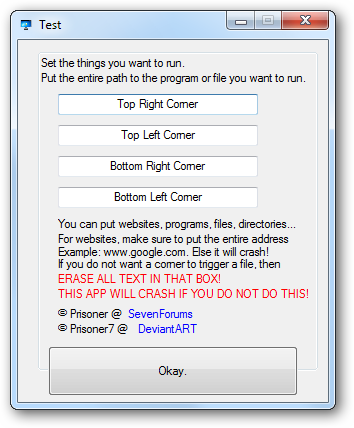 Test
Set the things you want to run.
Put the entire path to the program or file you want to run.
Top Right Corner
Top Left Corner
Bottom Right Corner
Bottom Left Corner
You can put websites, programs, files, directories...
For websites, make sure to put the entire address
Example: www.google.com. Else it will crash!
If you do not want a corner to trigger a file, then
ERASE ALL TEXT IN THAT BOX!
THIS APP WILL CRASH IF YOU DO NOT DO THIS!
© Prisoner @ SevenForums
© Prisoner7 @ DeviantART
Okay.